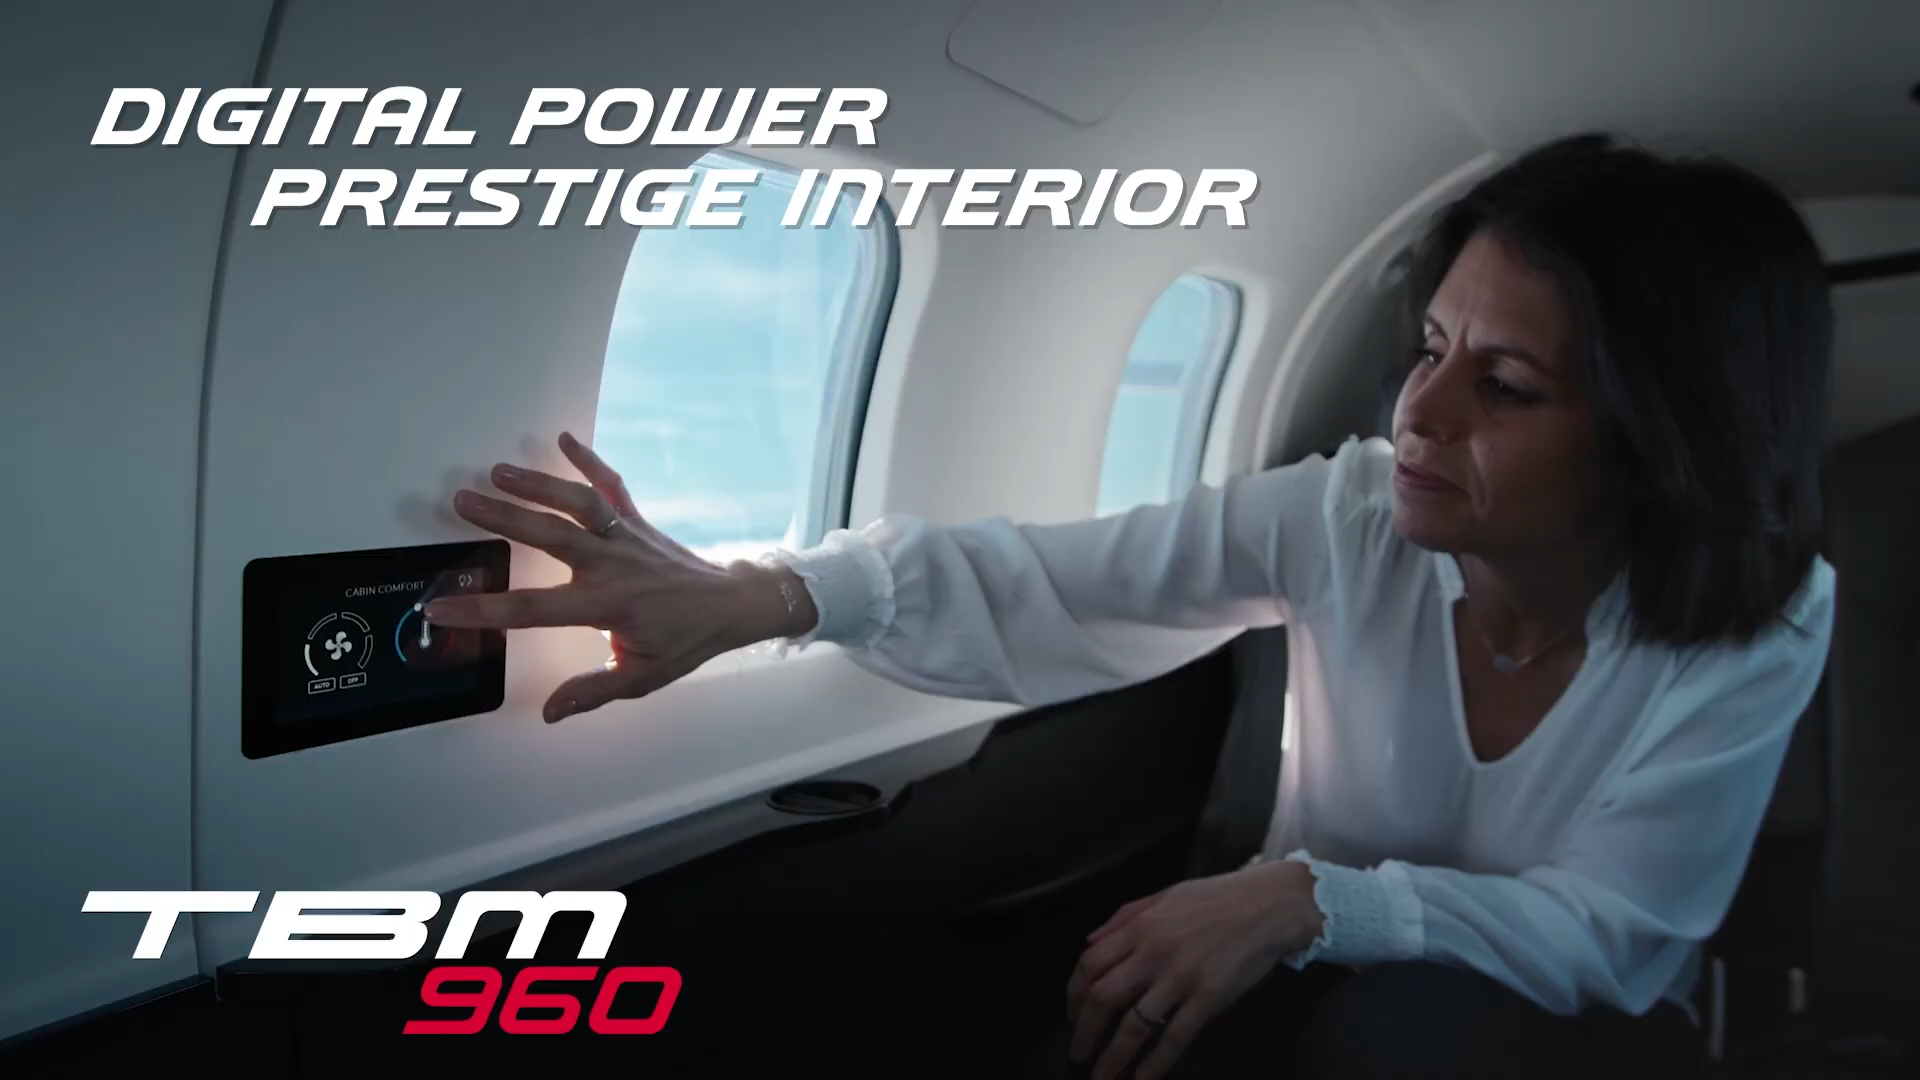 DIGITAL POWER
PRESTIGE INTERIOR
CABIN COMFORT
AUTO OFF
TBM
960